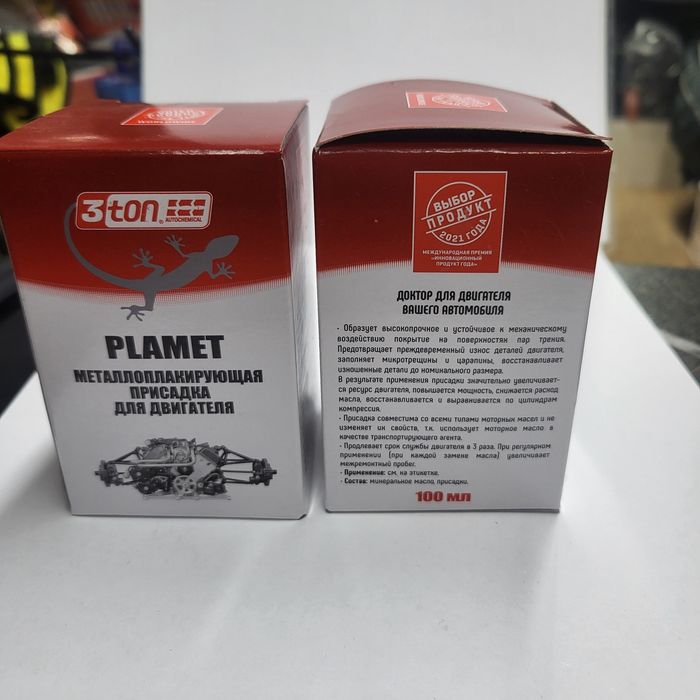 3ton
AUTOCHEMICAL
PLAMET
МЕТАЛЛОПЛАКИРУЮЩАЯ
ПРИСАДКА
ДЛЯ ДВИГАТЕЛЯ
ВЫБОР
ПРОДУКТ
2021 ГОДА
МЕЖДУНАРОДНАЯ ПРЕМИЯ
«ИННОВАЦИОННЫЙ
ПРОДУКТ ГОДА»
ДОКТОР ДЛЯ ДВИГАТЕЛЯ
ВАШЕГО АВТОМОБИЛЯ
· Образует высокопрочное и устойчивое к механическому
воздействию покрытие на поверхностях пар трения.
Предотвращает преждевременный износ деталей двигателя,
заполняет микротрещины и царапины, восстанавливает
изношенные детали до номинального размера.
В результате применения присадки значительно увеличивает-
ся ресурс двигателя, повышается мощность, снижается расход
масла, восстанавливается и выравнивается по цилиндрам
компрессия.
· Присадка совместима со всеми типами моторных масел и не
изменяет их свойств, т.к. использует моторное масло в
качестве транспортирующего агента.
· Продлевает срок службы двигателя в 3 раза. При регулярном
применении (при каждой замене масла) увеличивает
межремонтный пробег.
· Применение: см. на этикетке.
· Состав: минеральное масло, присадки.
100 мл